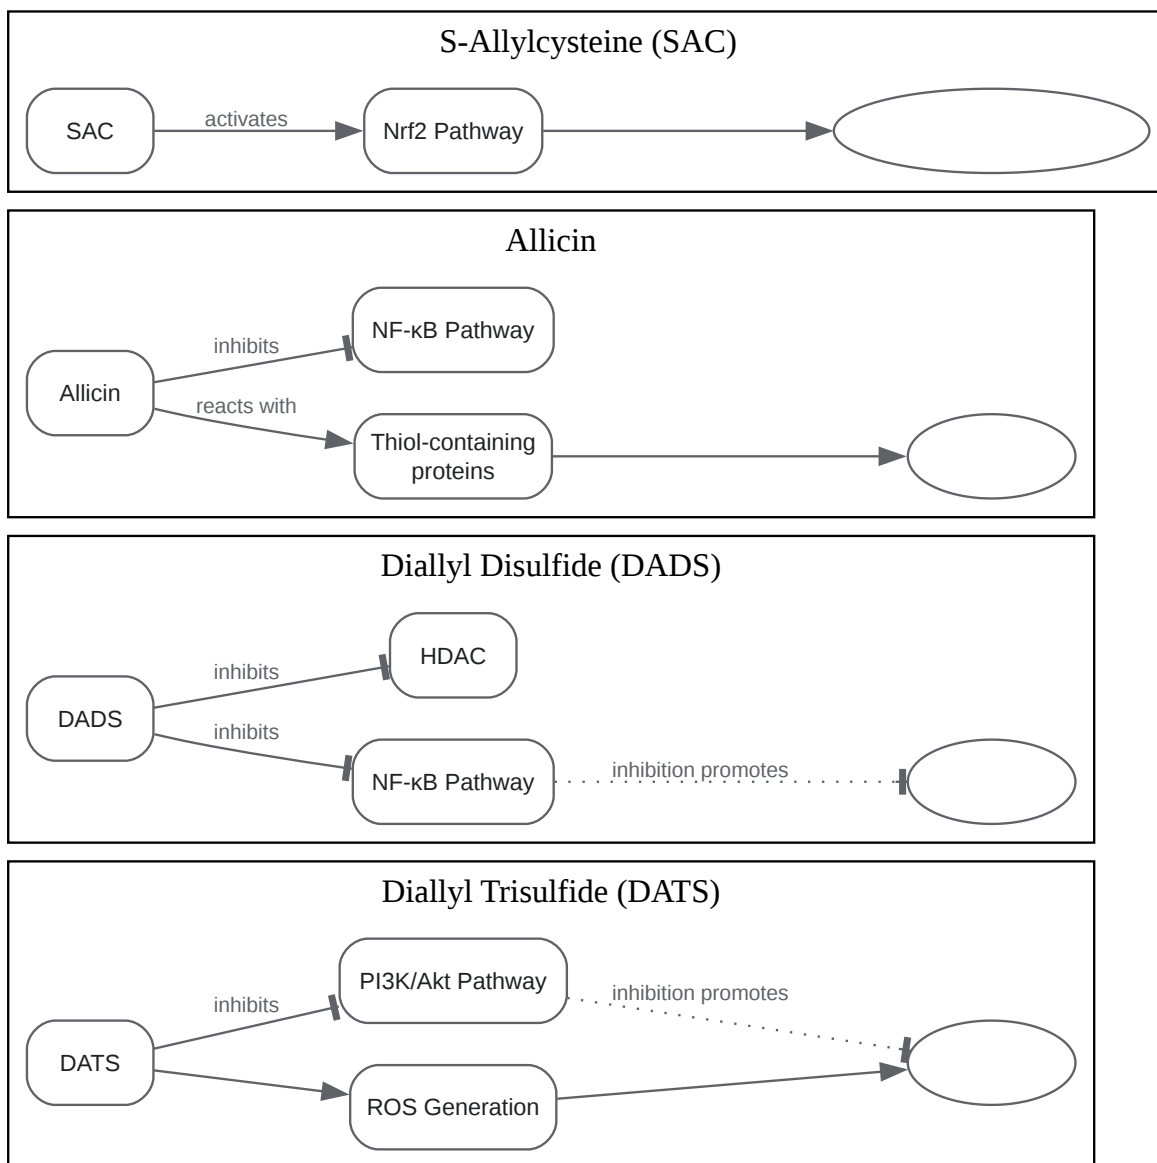 S-Allylcysteine (SAC)
SAC
activates
Nrf2 Pathway
Allicin
Allicin
inhibits
NF-κB Pathway
reacts with
Thiol-containing
proteins
Diallyl Disulfide (DADS)
DADS
inhibits
HDAC
inhibits
NF-κB Pathway
inhibition promotes
Diallyl Trisulfide (DATS)
DATS
inhibits
PI3K/Akt Pathway
inhibition promotes
ROS Generation